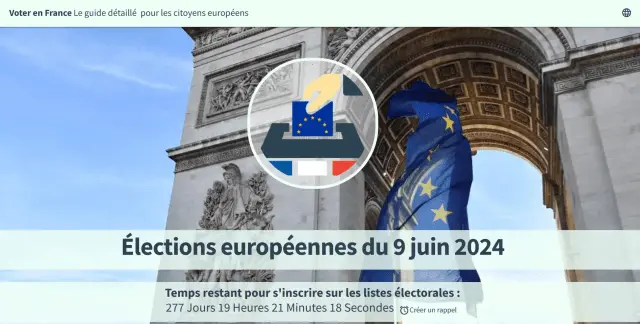 Voter en France Le guide détaillé pour les citoyens européens
Élections européennes du 9 juin 2024
Temps restant pour s'inscrire sur les listes électorales :
277 Jours 19 Heures 21 Minutes 18 Secondes Créer un rappel